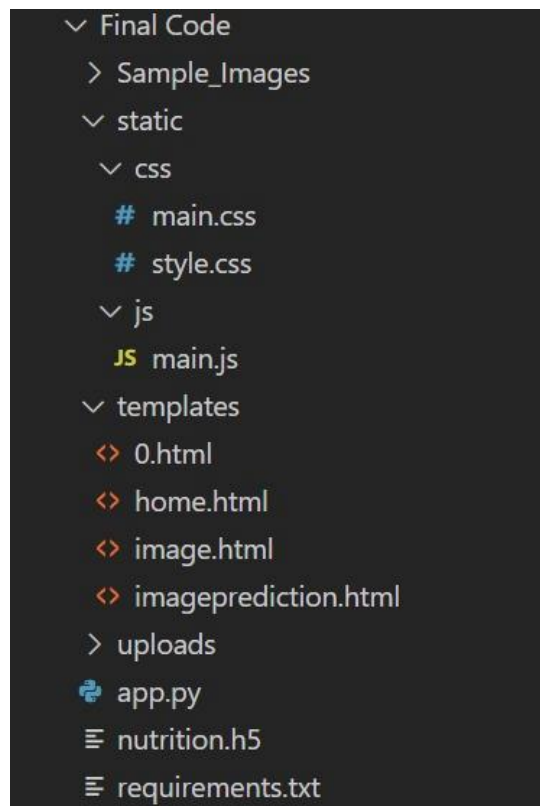 Final Code
Sample_Images
static
css
# main.css
# style.css
js
JS main.js
templates
<> 0.html
<> home.html
<> image.html
<> imageprediction.html
uploads
app.py
nutrition.h5
requirements.txt